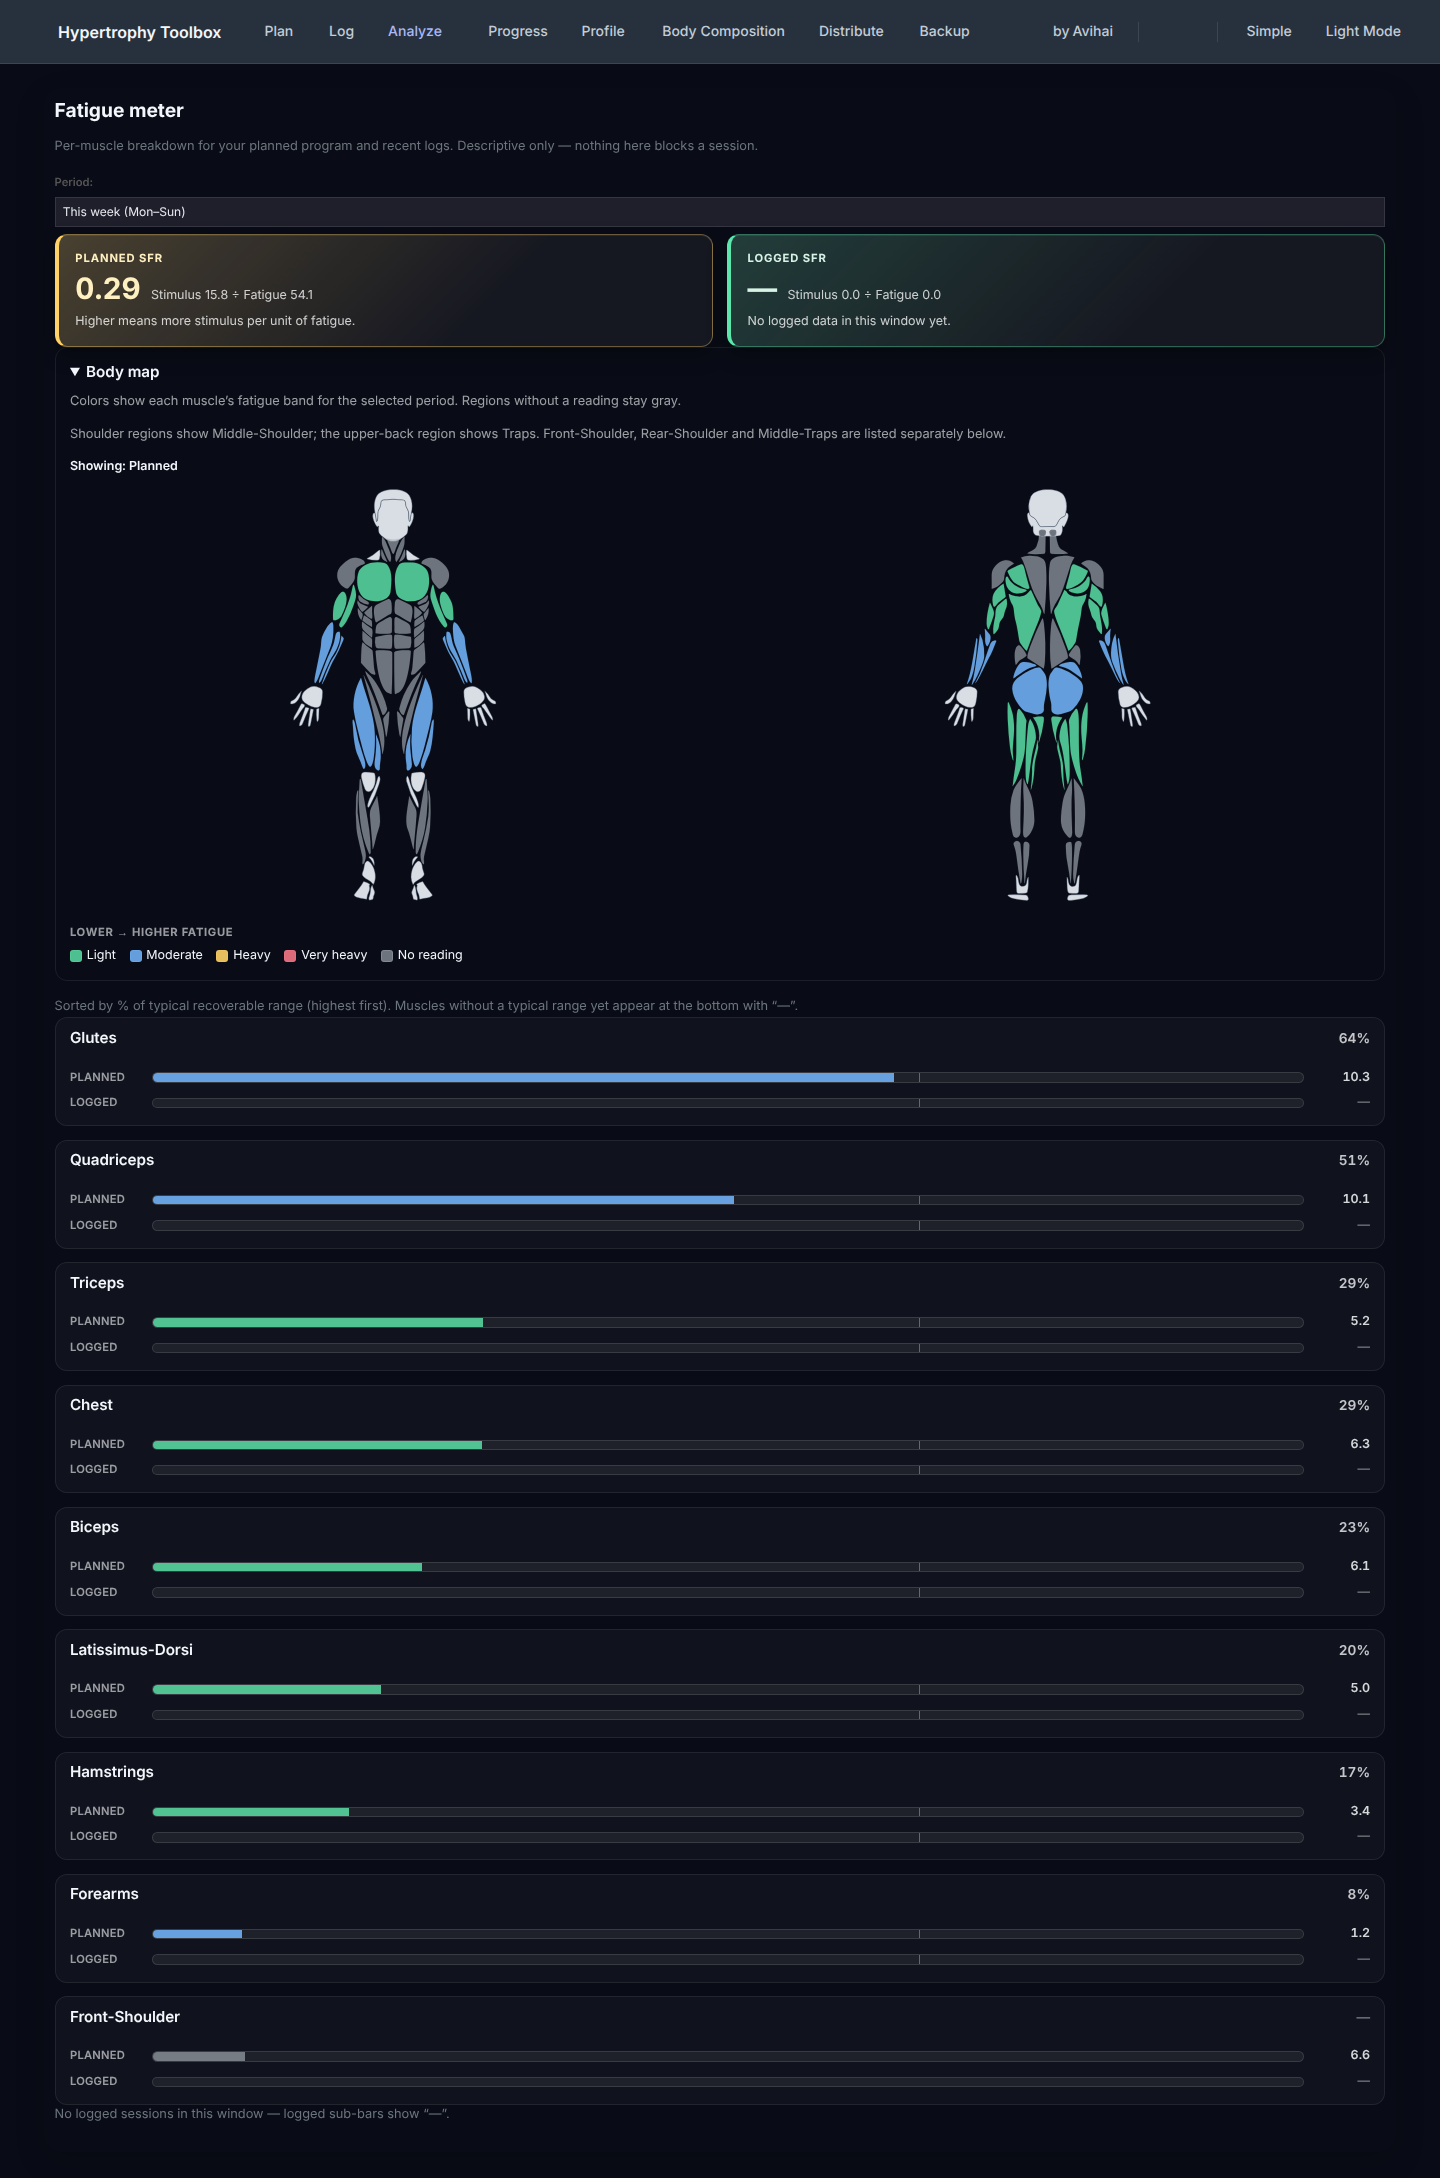 Hypertrophy Toolbox Plan Log Analyze Progress Profile Body Composition Distribute Backup by Avihai Simple Light Mode
Fatigue meter
Per-muscle breakdown for your planned program and recent logs. Descriptive only — nothing here blocks a session.
Period:
This week (Mon–Sun)
PLANNED SFR
0.29 Stimulus 15.8 ÷ Fatigue 54.1
Higher means more stimulus per unit of fatigue.
LOGGED SFR
— Stimulus 0.0 ÷ Fatigue 0.0
No logged data in this window yet.
▼ Body map
Colors show each muscle’s fatigue band for the selected period. Regions without a reading stay gray.
Shoulder regions show Middle-Shoulder; the upper-back region shows Traps. Front-Shoulder, Rear-Shoulder and Middle-Traps are listed separately below.
Showing: Planned
LOWER → HIGHER FATIGUE
Light Moderate Heavy Very heavy No reading
Sorted by % of typical recoverable range (highest first). Muscles without a typical range yet appear at the bottom with “—”.
Glutes 64%
PLANNED 10.3
LOGGED —
Quadriceps 51%
PLANNED 10.1
LOGGED —
Triceps 29%
PLANNED 5.2
LOGGED —
Chest 29%
PLANNED 6.3
LOGGED —
Biceps 23%
PLANNED 6.1
LOGGED —
Latissimus-Dorsi 20%
PLANNED 5.0
LOGGED —
Hamstrings 17%
PLANNED 3.4
LOGGED —
Forearms 8%
PLANNED 1.2
LOGGED —
Front-Shoulder —
PLANNED 6.6
LOGGED —
No logged sessions in this window — logged sub-bars show “—”.